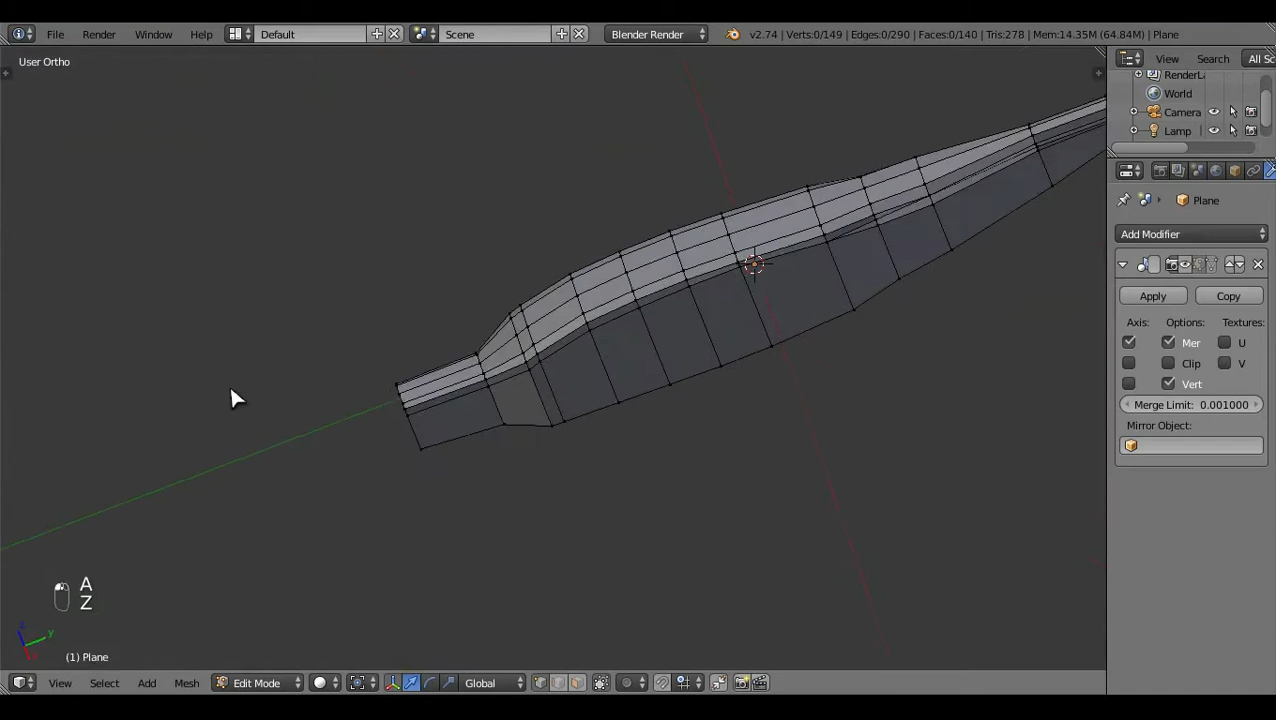 File Render Window Help Default Scene Blender Render v2.74 | Verts:0/149 | Edges:0/290 | Faces:0/140 | Tris:278 | Mem:14.35M (64.84M) | Plane
User Ortho
View Search All Sc
RenderLa
World
Camera
Lamp
Plane
Add Modifier
Apply Copy
Axis: Options: Textures:
Mer U
Clip V
Vert
Merge Limit: 0.001000
Mirror Object:
A
Z
z
y
(1) Plane
View Select Add Mesh Edit Mode Global